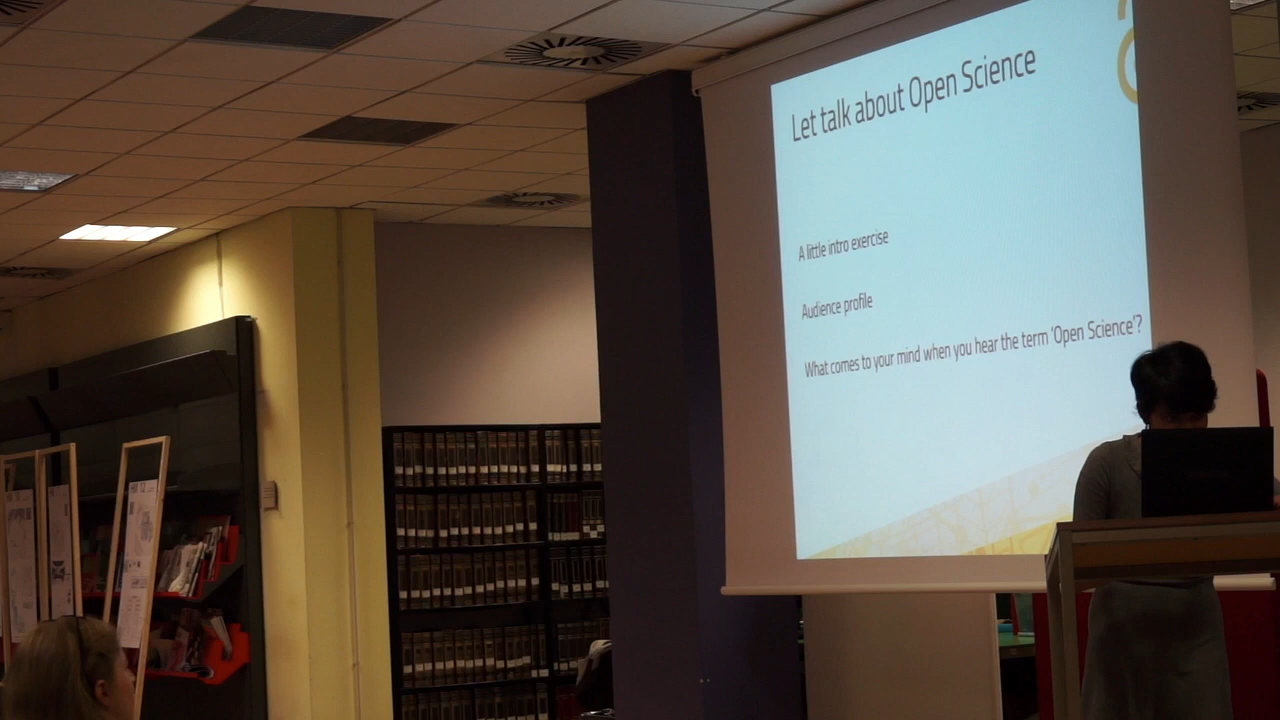 Let talk about Open Science
A little intro exercise
Audience profile
What comes to your mind when you hear the term 'Open Science'?